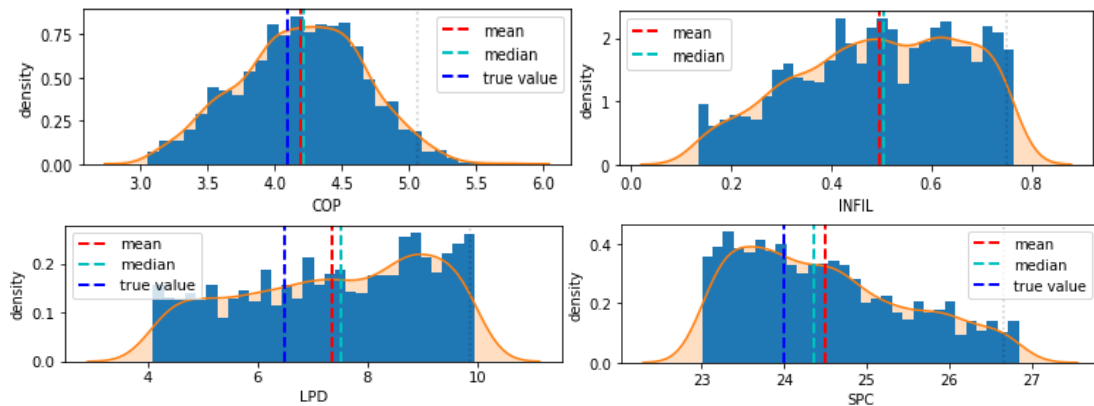 density
0.75
0.50
0.25
0.00
mean
median
true value
3.0 3.5 4.0 4.5 5.0 5.5 6.0
COP
density
2
1
0
mean
median
0.0 0.2 0.4 0.6 0.8
INFIL
density
0.2
0.1
0.0
mean
median
true value
4 6 8 10
LPD
density
0.4
0.2
0.0
mean
median
true value
23 24 25 26 27
SPC